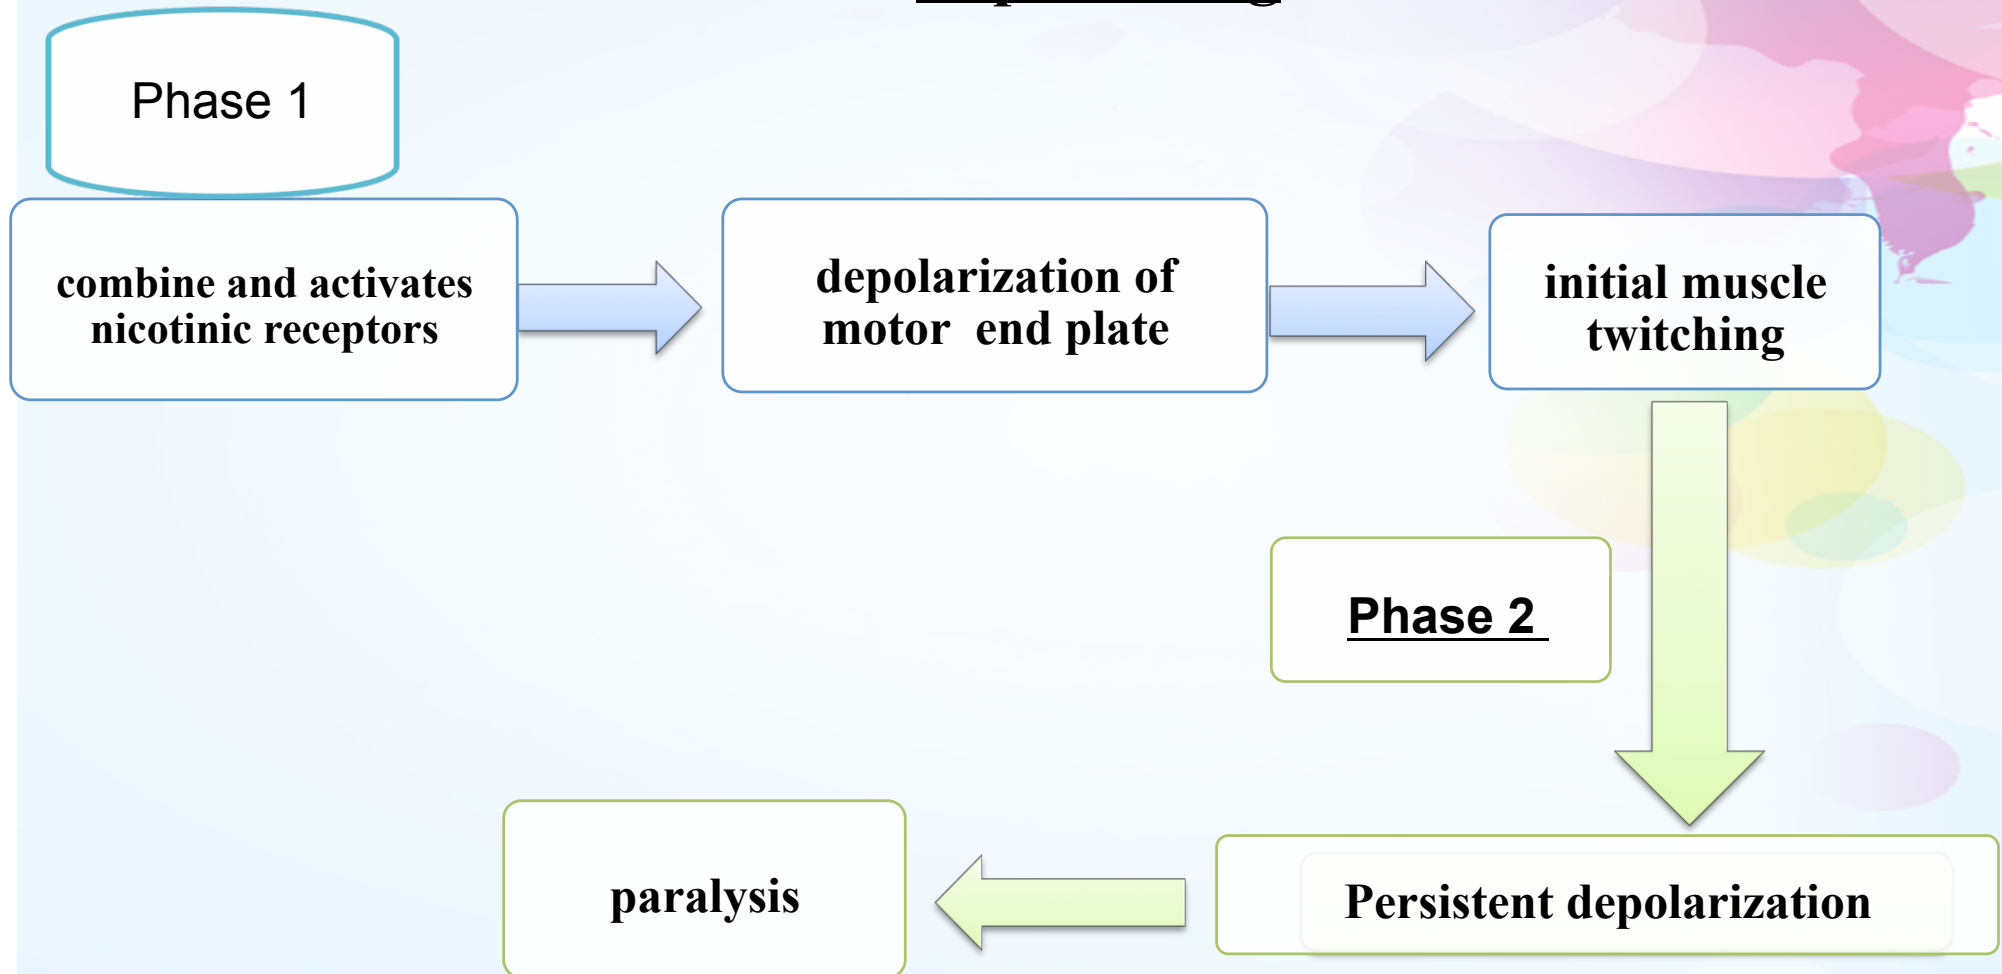 Phase 1
combine and activates
nicotinic receptors
depolarization of
motor end plate
initial muscle
twitching
Phase 2
Persistent depolarization
paralysis